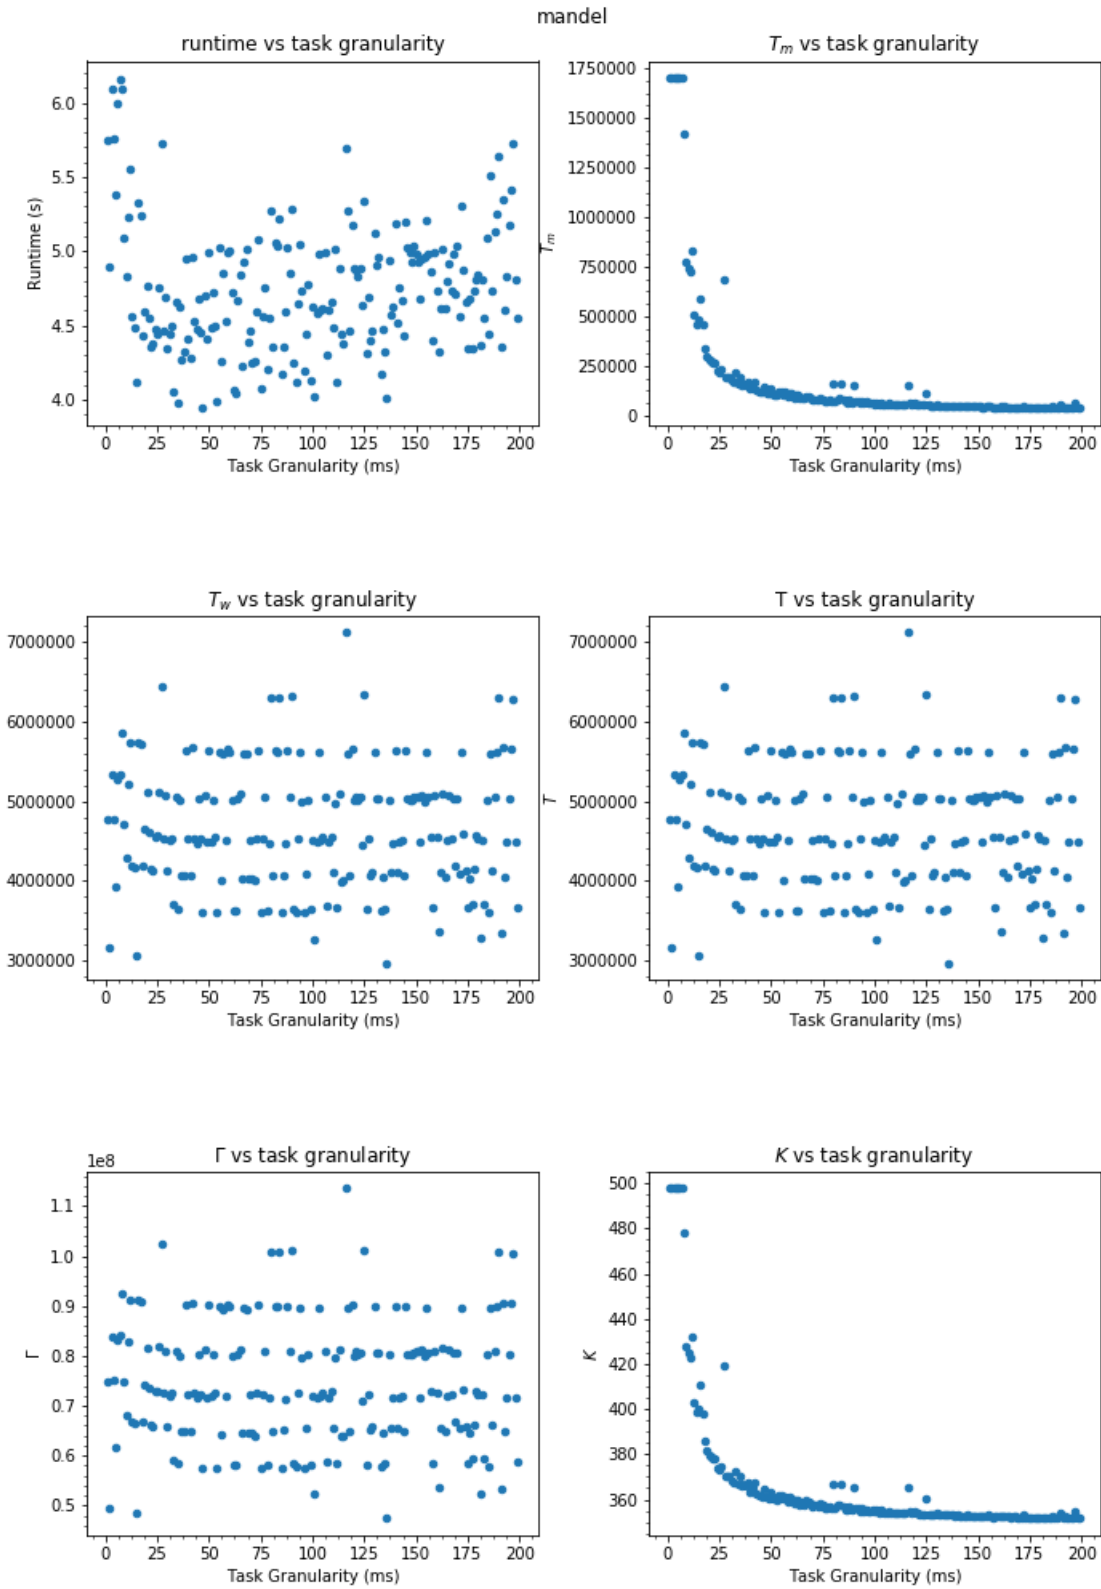 mandel
runtime vs task granularity
6.0
5.5
5.0
4.5
4.0
Runtime (s)
0 25 50 75 100 125 150 175 200
Task Granularity (ms)
T_m vs task granularity
1750000
1500000
1250000
1000000
750000
500000
250000
0
T_m
0 25 50 75 100 125 150 175 200
Task Granularity (ms)
T_w vs task granularity
7000000
6000000
5000000
4000000
3000000
0 25 50 75 100 125 150 175 200
Task Granularity (ms)
T vs task granularity
7000000
6000000
5000000
4000000
3000000
T
0 25 50 75 100 125 150 175 200
Task Granularity (ms)
Γ vs task granularity
1e8
1.1
1.0
0.9
0.8
0.7
0.6
0.5
Γ
0 25 50 75 100 125 150 175 200
Task Granularity (ms)
K vs task granularity
500
480
460
440
420
400
380
360
K
0 25 50 75 100 125 150 175 200
Task Granularity (ms)